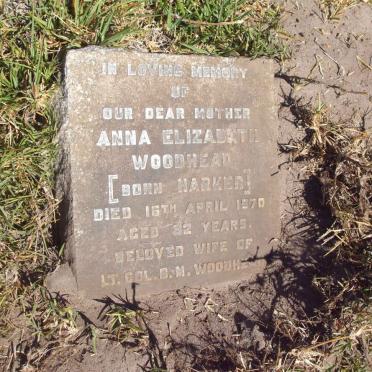 IN LOVING MEMORY
OF
OUR DEAR MOTHER
ANNA ELIZABETH
WOODHEAD
[BORN HARKER]
DIED 16TH APRIL 1970
AGED 82 YEARS.
BELOVED WIFE OF
LT. COL. B.M. WOODHEAD